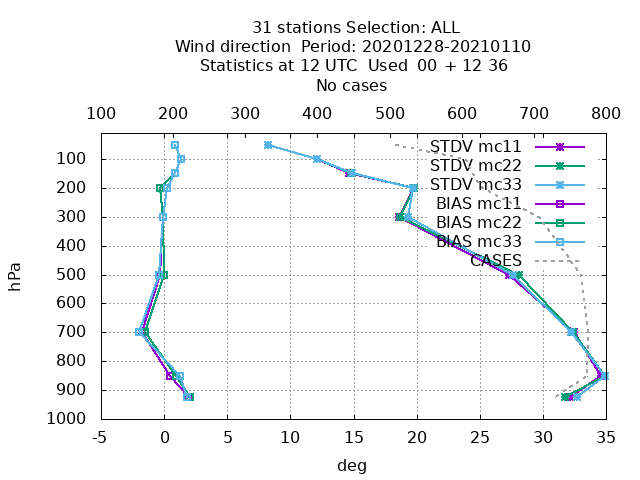 31 stations Selection: ALL
Wind direction  Period: 20201228-20210110
Statistics at 12 UTC  Used  00 + 12 36
No cases
100 200 300 400 500 600 700 800
STDV mc11
STDV mc22
STDV mc33
BIAS mc11
BIAS mc22
BIAS mc33
CASES
100
200
300
400
500
600
700
800
900
1000
hPa
-5 0 5 10 15 20 25 30 35
deg